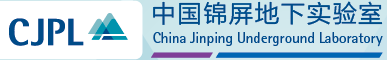 CJPL
中国锦屏地下实验室
China Jinping Underground Laboratory